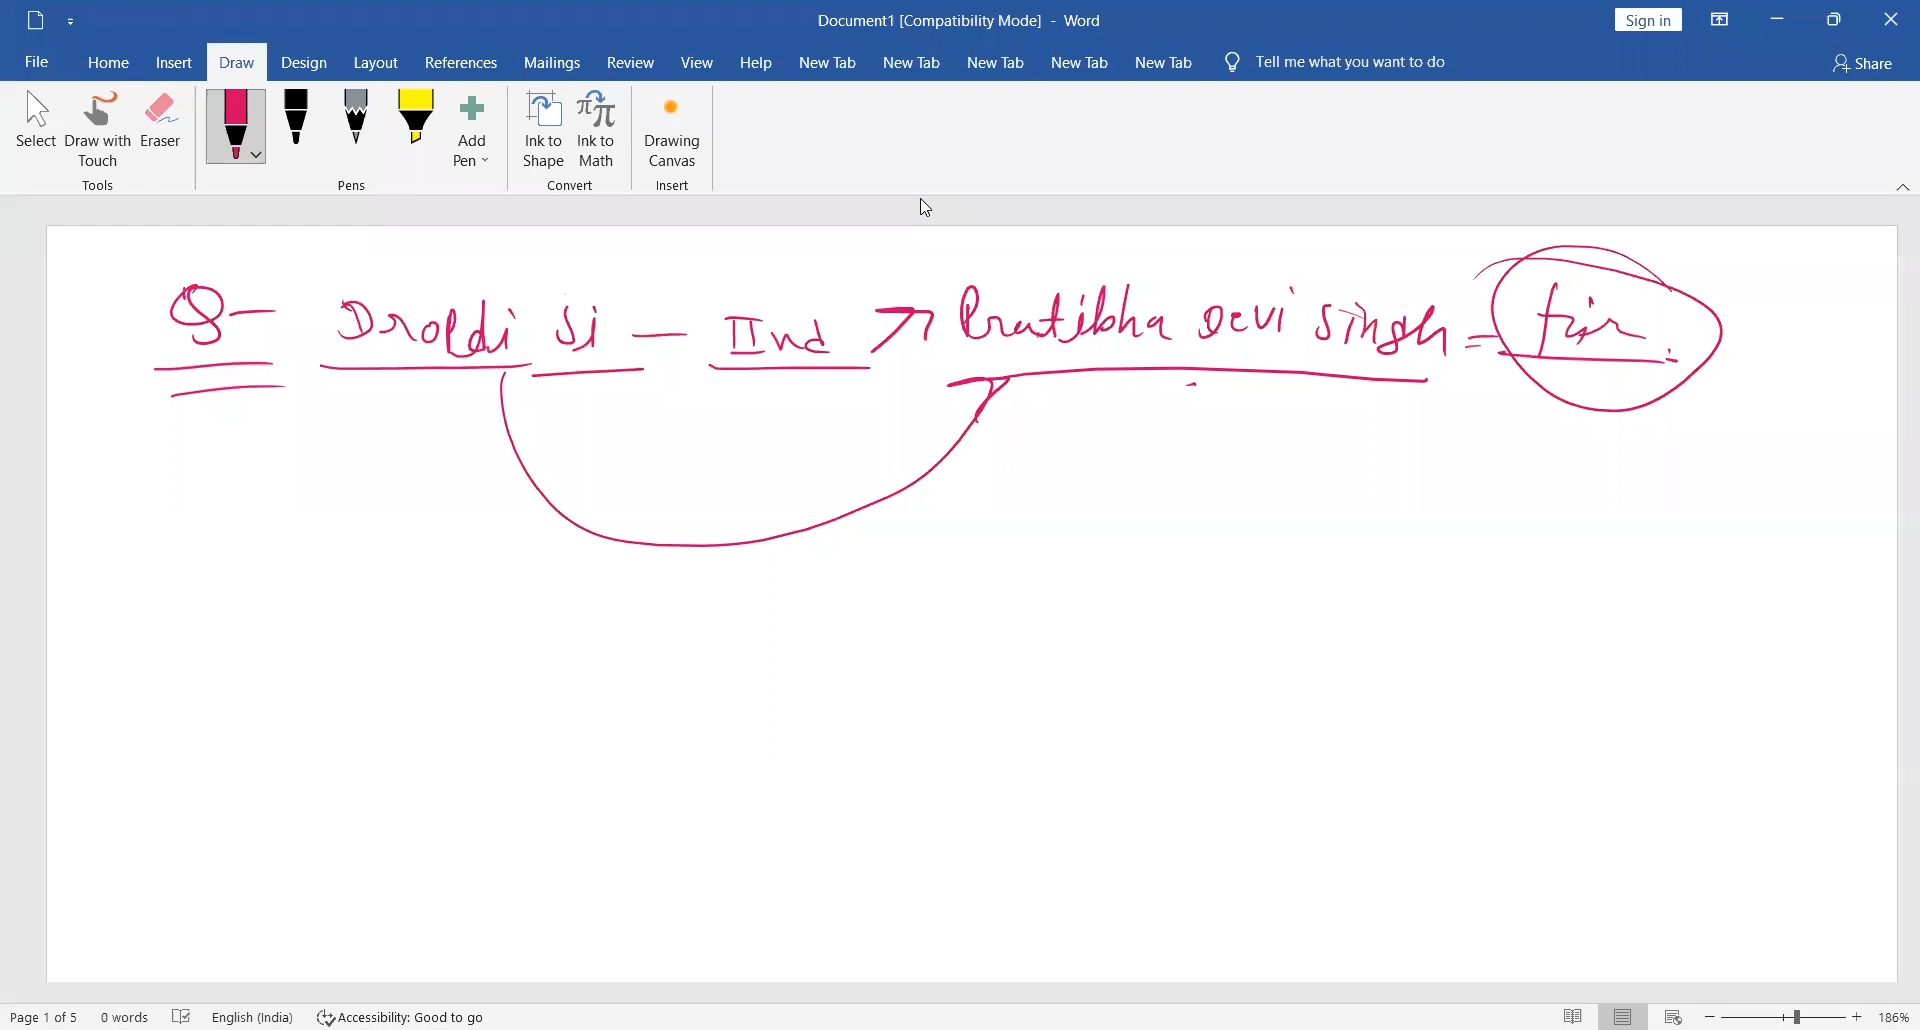 Document1 [Compatibility Mode] - Word
Sign in
File Home Insert Draw Design Layout References Mailings Review View Help New Tab New Tab New Tab New Tab New Tab Tell me what you want to do Share
Select Draw with Touch Eraser Add Pen Ink to Shape Ink to Math Drawing Canvas
Tools Pens Convert Insert
Q- Dropdi Ji - IInd → Pratibha Devi Singh =
Page 1 of 5 0 words English (India) Accessibility: Good to go 186%